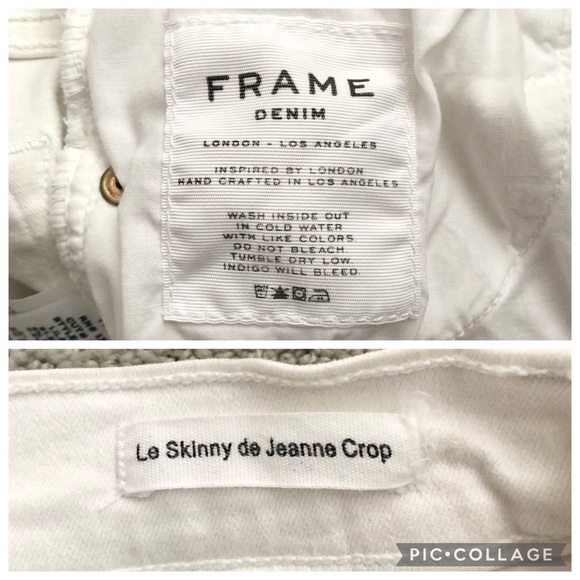 FRAME
DENIM
LONDON - LOS ANGELES
INSPIRED BY LONDON
HAND CRAFTED IN LOS ANGELES
WASH INSIDE OUT
IN COLD WATER
WITH LIKE COLORS.
DO NOT BLEACH.
TUMBLE DRY LOW.
INDIGO WILL BLEED.
Le Skinny de Jeanne Crop
PIC•COLLAGE